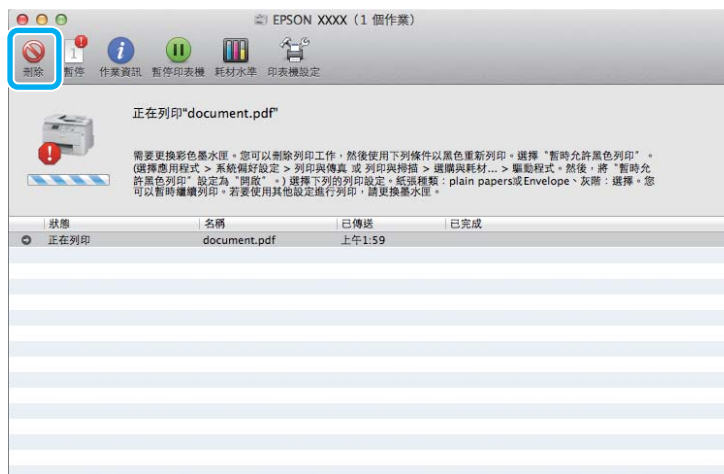 EPSON XXXX（1 個作業）
刪除 暫停 作業資訊 暫停印表機 耗材水準 印表機設定
正在列印“document.pdf”
需要更換彩色墨水匣。您可以刪除列印工作，然後使用下列條件以黑色重新列印。選擇“暫時允許黑色列印”。
(選擇應用程式 > 系統偏好設定 > 列印與傳真 或 列印與掃描 > 選購與耗材... > 驅動程式。然後，將“暫時允
許黑色列印”設定為“開啟”。) 選擇下列的列印設定。紙張種類：plain papers或Envelope、灰階：選擇。您
可以暫時繼續列印。若要使用其他設定進行列印，請更換墨水匣。
狀態 名稱 已傳送 已完成
正在列印 document.pdf 上午1:59